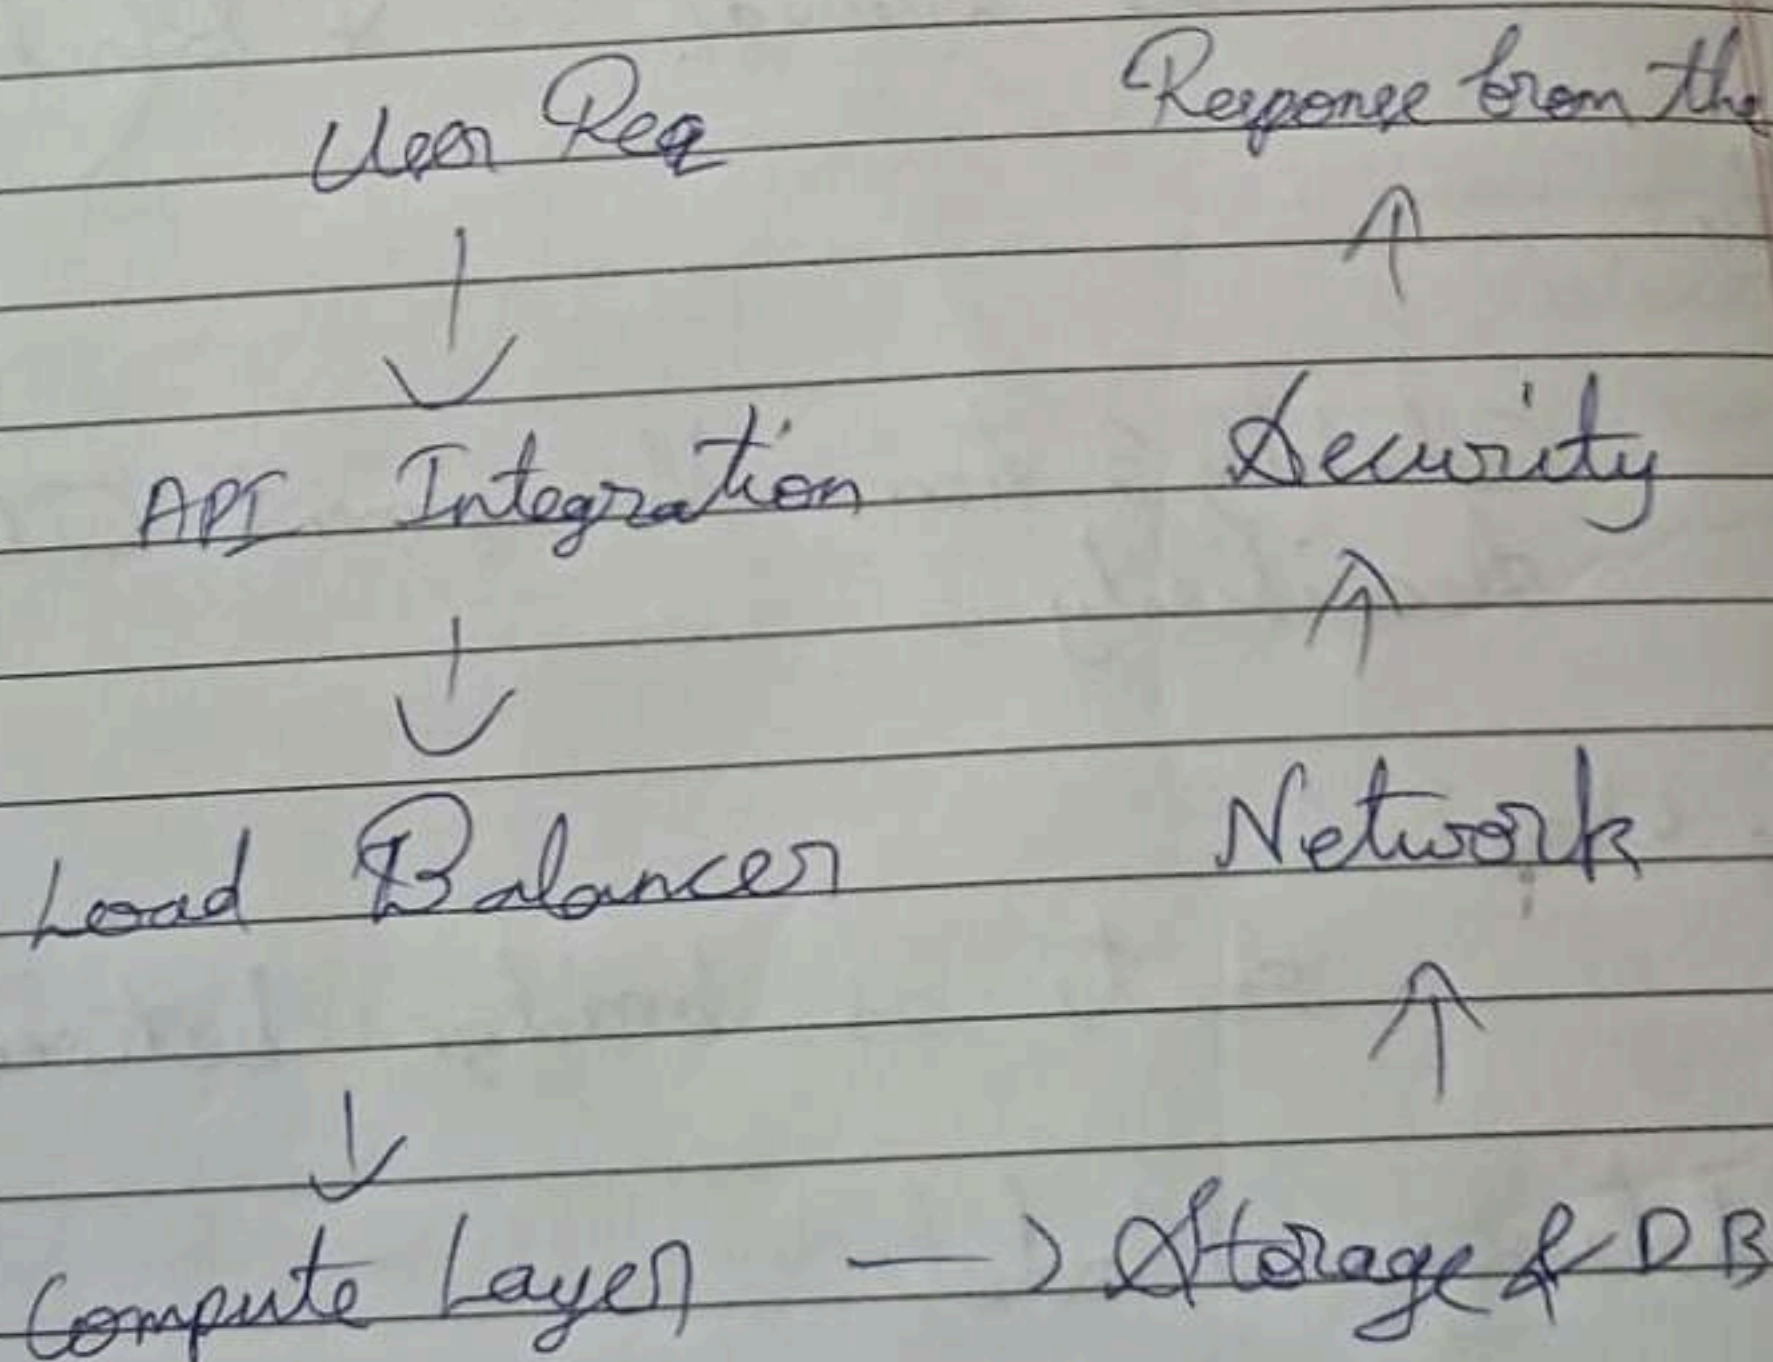 User Req
Response from the
↓
↑
API Integration
Security
↓
↑
Load Balancer
Network
↓
↑
Compute Layer → Storage & DB